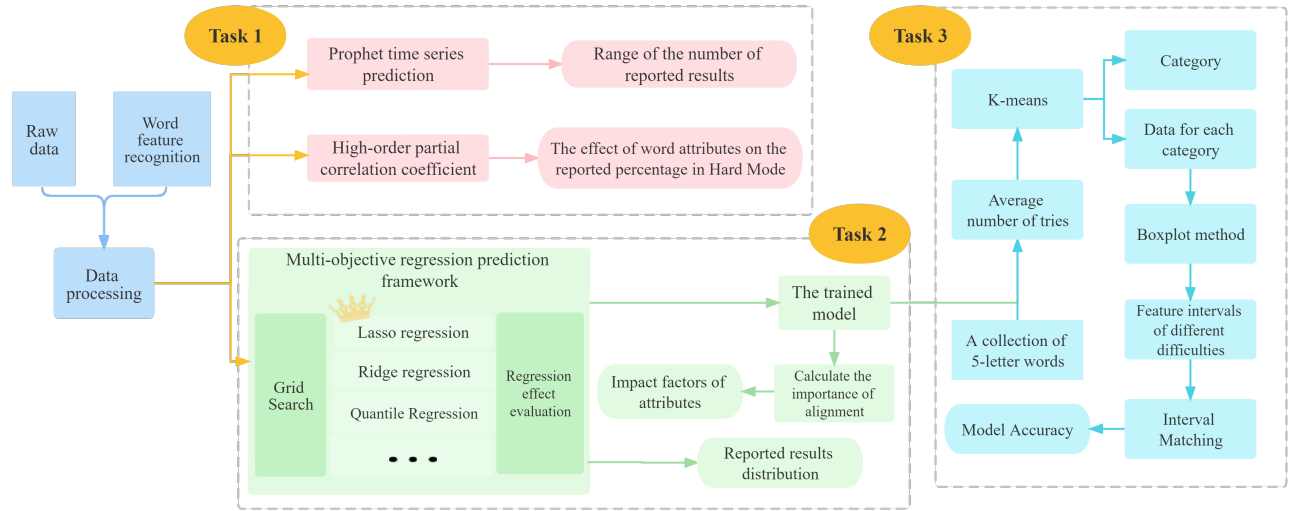 Raw
data
Word
feature
recognition
Data
processing
Task 1
Prophet time series
prediction
Range of the number of
reported results
High-order partial
correlation coefficient
The effect of word attributes on the
reported percentage in Hard Mode
Task 2
Multi-objective regression prediction
framework
Grid
Search
Lasso regression
Ridge regression
Quantile Regression
• • •
Regression
effect
evaluation
The trained
model
Impact factors of
attributes
Calculate the
importance of
alignment
Reported results
distribution
Task 3
K-means
Category
Data for each
category
Average
number of tries
Boxplot method
A collection of
5-letter words
Feature intervals
of different
difficulties
Model Accuracy
Interval
Matching